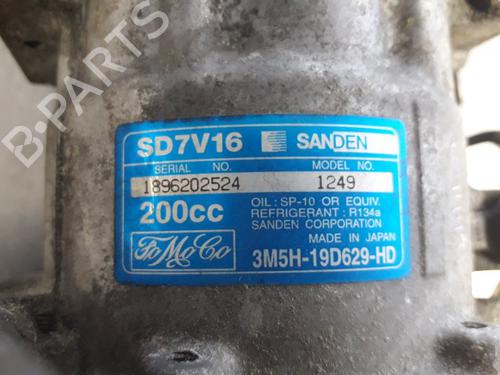 SD7V16 SANDEN
SERIAL NO. MODEL NO.
1896202524 1249
200cc OIL : SP-10 OR EQUIV.
REFRIGERANT : R134a
SANDEN CORPORATION
MADE IN JAPAN
FoMoCo 3M5H-19D629-HD
B-PARTS